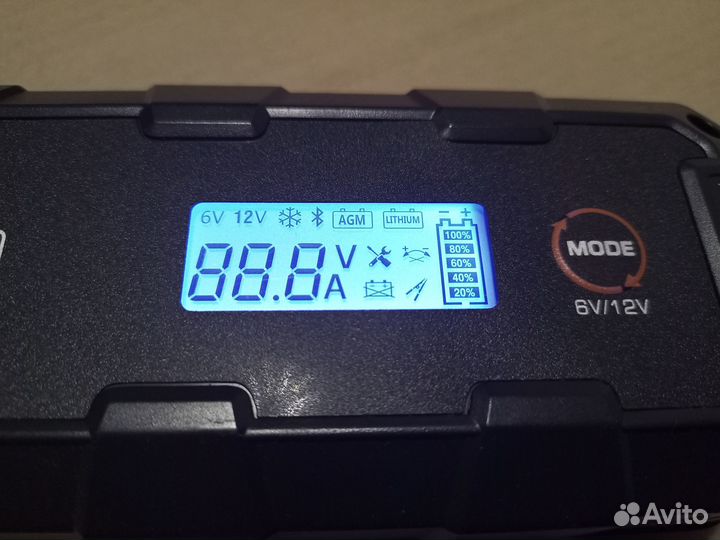 6V 12V AGM LITHIUM - +
88.8 V A
100%
80%
60%
40%
20%
MODE
6V/12V
Avito